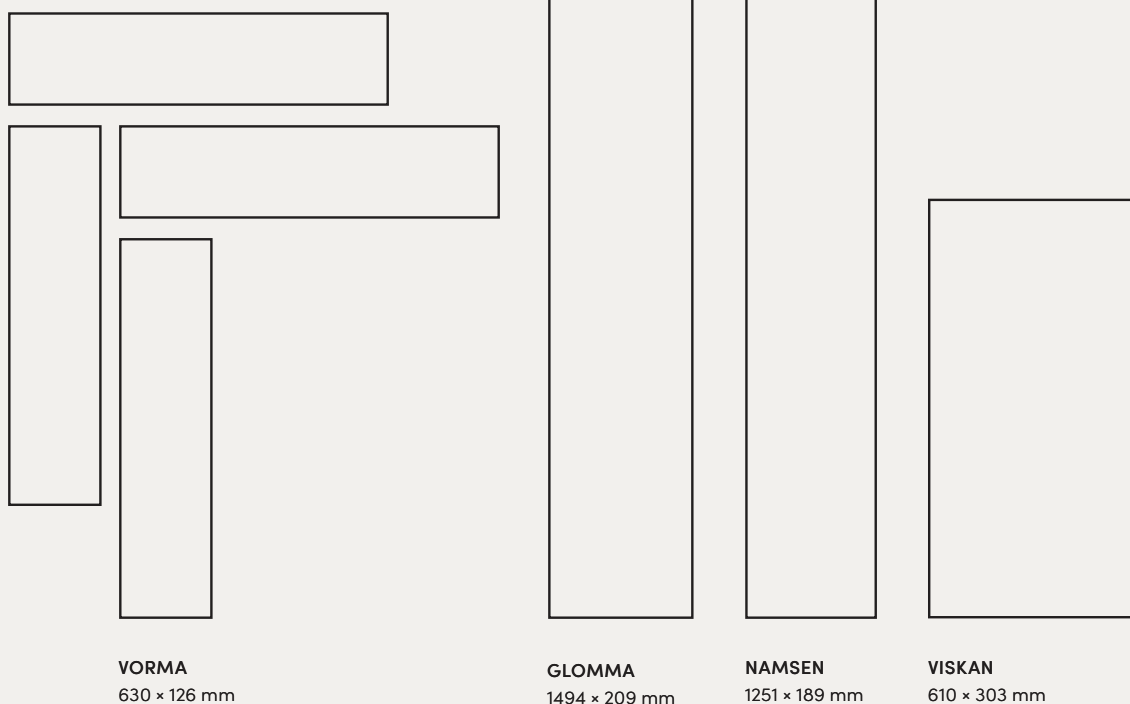 VORMA
630 × 126 mm
GLOMMA
1494 × 209 mm
NAMSEN
1251 × 189 mm
VISKAN
610 × 303 mm